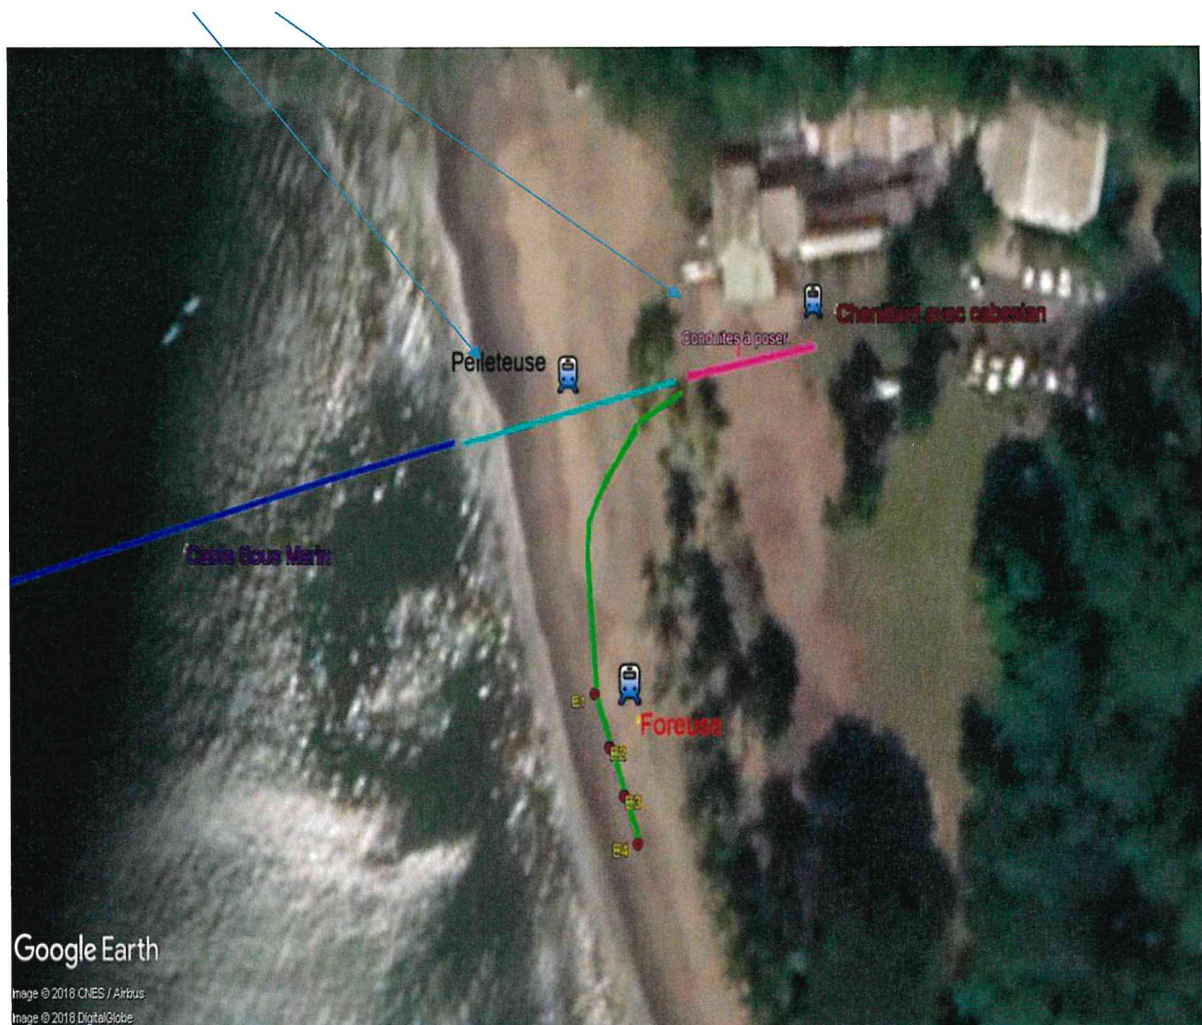 Chenillard avec cabestan
Conduites à poser
Pelleteuse
Cable Sous Marin
E1
Foreuse
E2
E3
E4
Google Earth
Image © 2018 CNES / Airbus
Image © 2018 DigitalGlobe